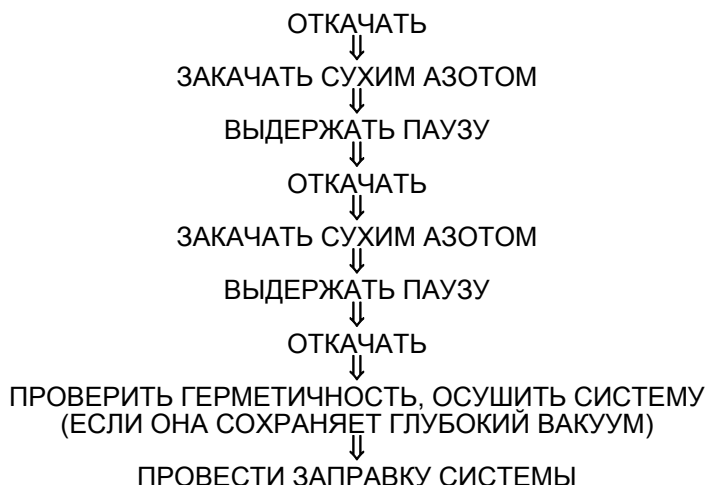 ОТКАЧАТЬ
⇓
ЗАКАЧАТЬ СУХИМ АЗОТОМ
⇓
ВЫДЕРЖАТЬ ПАУЗУ
⇓
ОТКАЧАТЬ
⇓
ЗАКАЧАТЬ СУХИМ АЗОТОМ
⇓
ВЫДЕРЖАТЬ ПАУЗУ
⇓
ОТКАЧАТЬ
⇓
ПРОВЕРИТЬ ГЕРМЕТИЧНОСТЬ, ОСУШИТЬ СИСТЕМУ
(ЕСЛИ ОНА СОХРАНЯЕТ ГЛУБОКИЙ ВАКУУМ)
⇓
ПРОВЕСТИ ЗАПРАВКУ СИСТЕМЫ